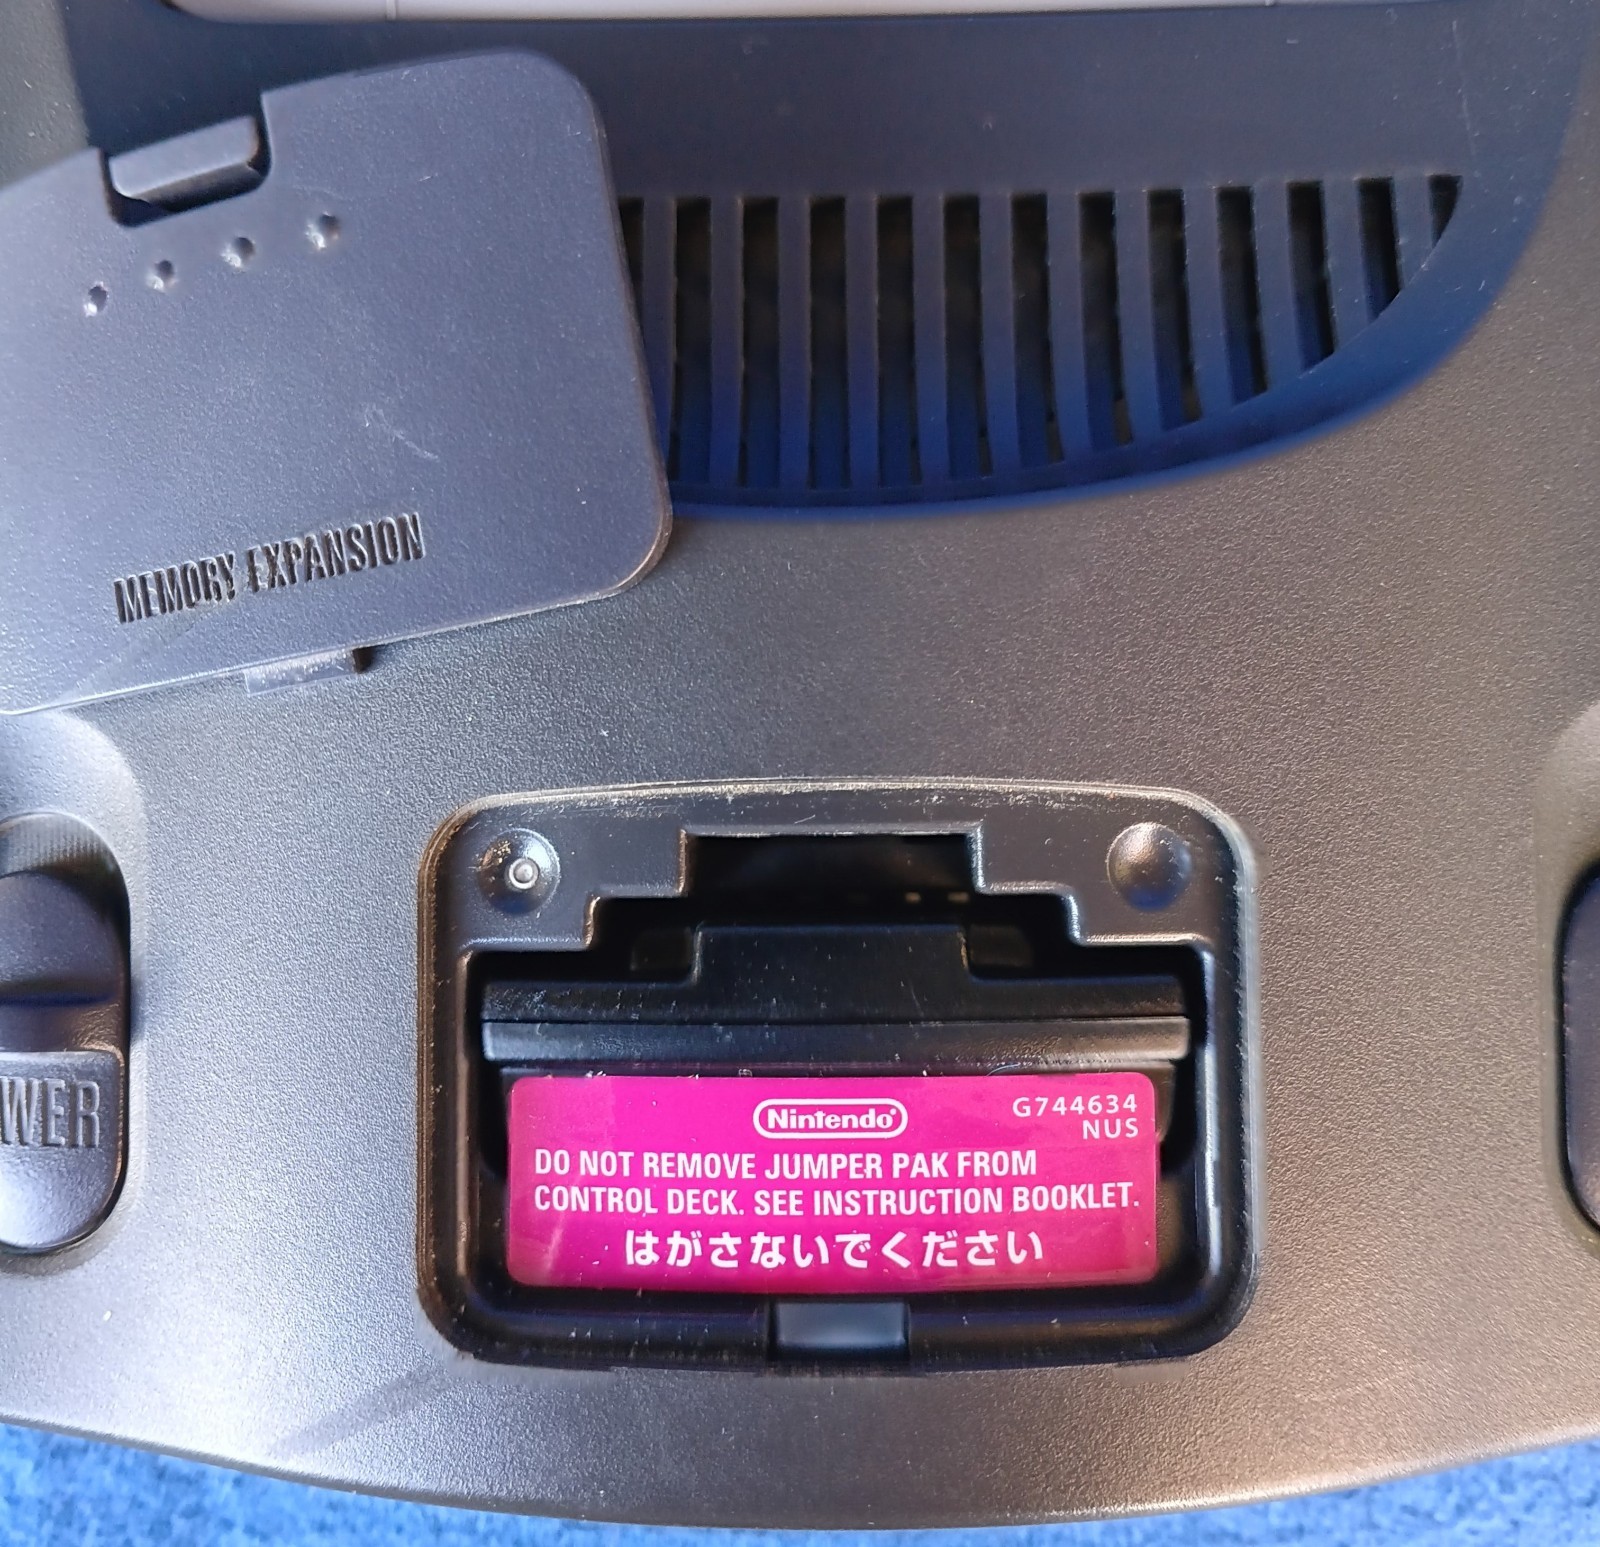 MEMORY EXPANSION
WER
Nintendo®
G744634
NUS
DO NOT REMOVE JUMPER PAK FROM
CONTROL DECK. SEE INSTRUCTION BOOKLET.
はがさないでください